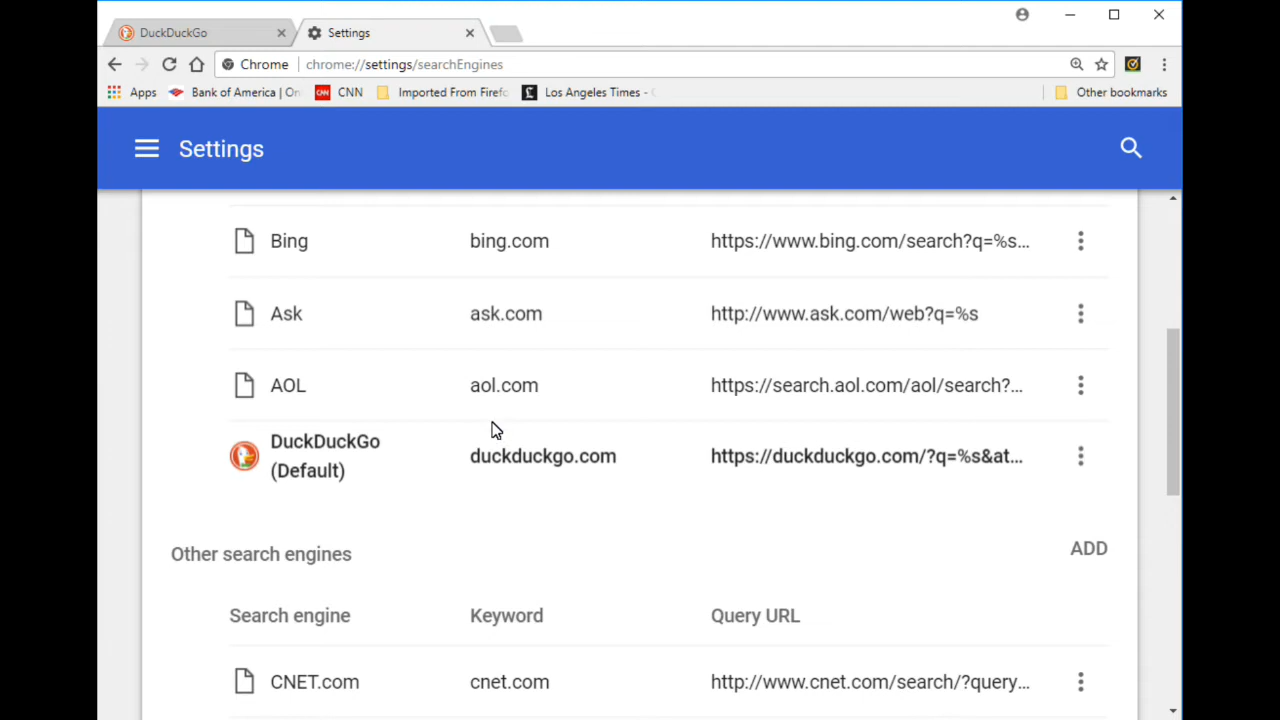 DuckDuckGo
Settings
Chrome
chrome://settings/searchEngines
Apps
Bank of America | On
CNN
CNN
Imported From Firefo
L
Los Angeles Times - C
Other bookmarks
Settings
Bing bing.com https://www.bing.com/search?q=%s...
Ask ask.com http://www.ask.com/web?q=%s
AOL aol.com https://search.aol.com/aol/search?...
DuckDuckGo
(Default) duckduckgo.com https://duckduckgo.com/?q=%s&at...
Other search engines ADD
Search engine Keyword Query URL
CNET.com cnet.com http://www.cnet.com/search/?query...